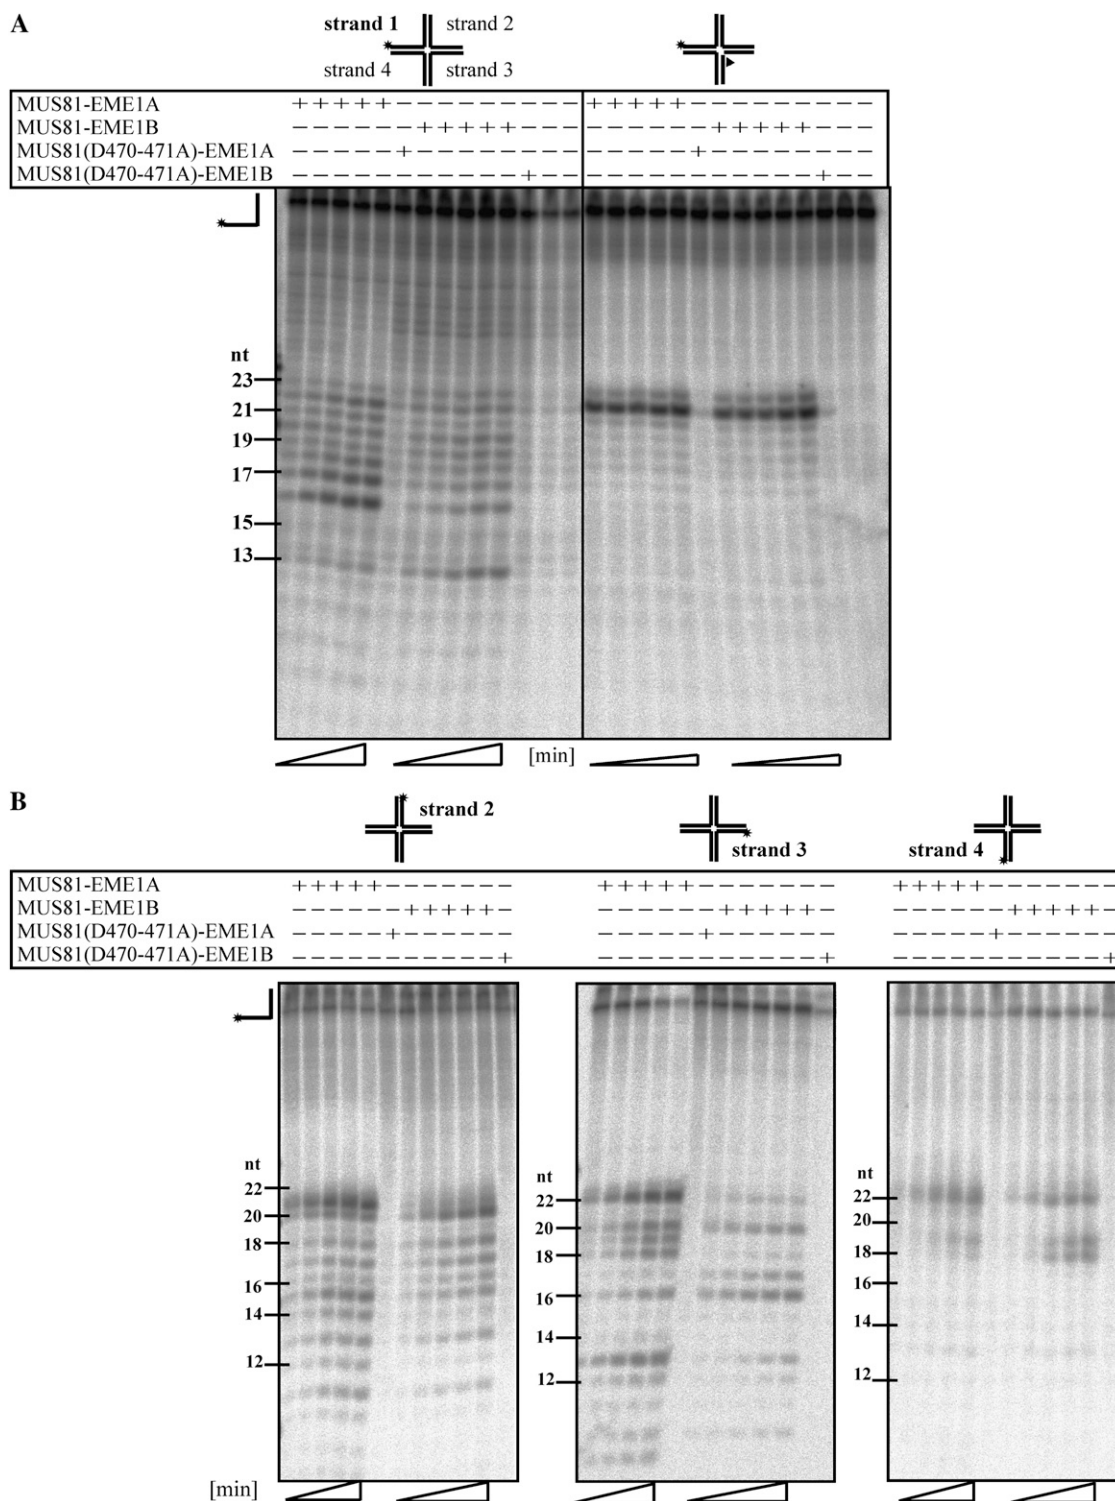 A
strand 1 strand 2
strand 4 strand 3
MUS81-EME1A + + + + + — — — — — — — — — + + + + + — — — — — — — — —
MUS81-EME1B — — — — — — + + + + + — — — — — — — — — + + + + + — — —
MUS81(D470-471A)-EME1A — — — — — + — — — — — — — — — — — — — + — — — — — — — —
MUS81(D470-471A)-EME1B — — — — — — — — — — — + — — — — — — — — — — — — — + — —
nt
23
21
19
17
15
13
[min]
B
strand 2 strand 3 strand 4
MUS81-EME1A + + + + + — — — — — — — + + + + + — — — — — — — + + + + + — — — — — — —
MUS81-EME1B — — — — — — + + + + + — — — — — — — + + + + + — — — — — — — + + + + + —
MUS81(D470-471A)-EME1A — — — — — + — — — — — — — — — — — + — — — — — — — — — — — + — — — — — —
MUS81(D470-471A)-EME1B — — — — — — — — — — — + — — — — — — — — — — — + — — — — — — — — — — — +
nt
22
20
18
16
14
12
nt
22
20
18
16
14
12
nt
22
20
18
16
14
12
[min]